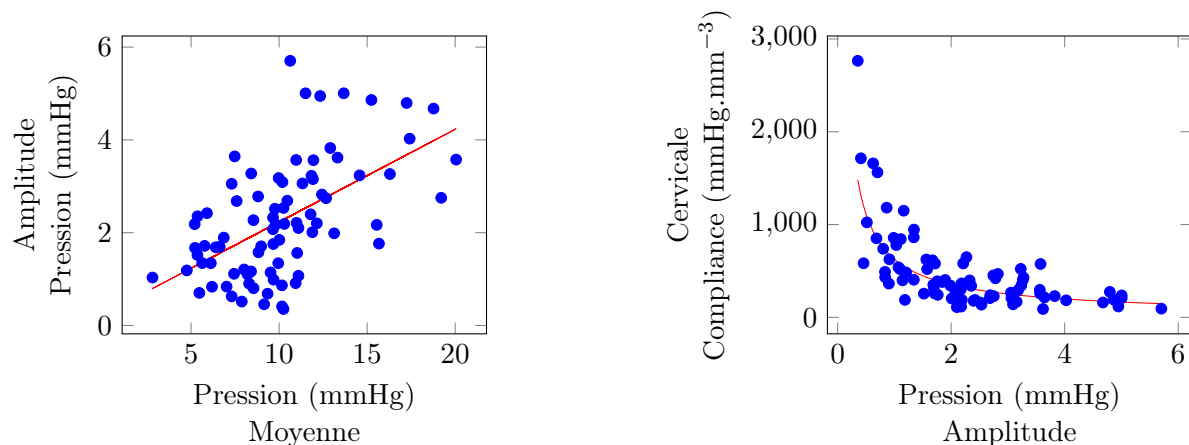 6
4
2
0
5
10
15
20
Amplitude
Pression (mmHg)
Pression (mmHg)
Moyenne
3,000
2,000
1,000
0
0
2
4
6
Cervicale
Compliance (mmHg.mm⁻³)
Pression (mmHg)
Amplitude